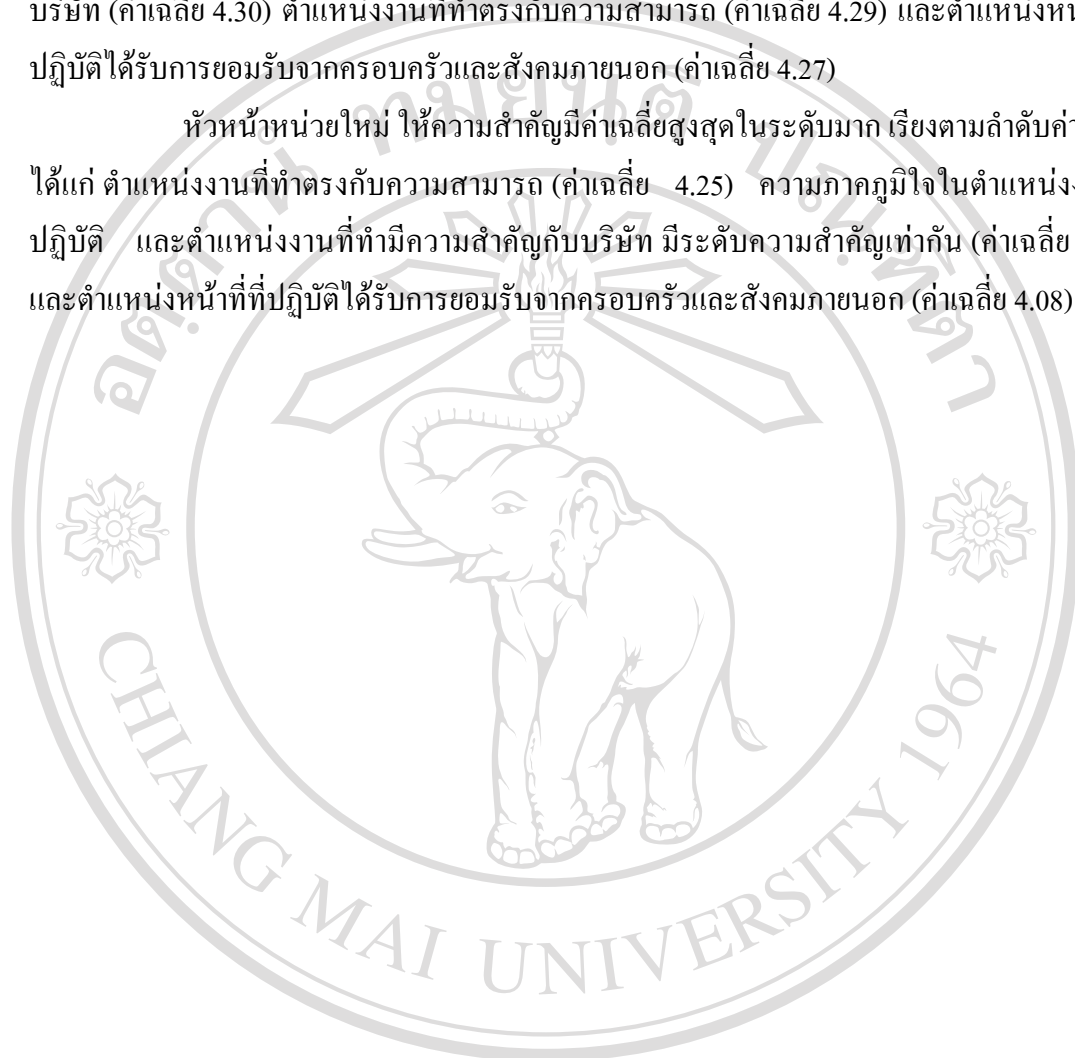 บริษัท (ค่าเฉลี่ย 4.30) ตำแหน่งงานที่ทำตรงกับความสามารถ (ค่าเฉลี่ย 4.29) และตำแหน่ง
ปฏิบัติได้รับการยอมรับจากครอบครัวและสังคมภายนอก (ค่าเฉลี่ย 4.27)
หัวหน้าหน่วยใหม่ ให้ความสำคัญมีค่าเฉลี่ยสูงสุดในระดับมาก เรียงตามลำดับ
ได้แก่ ตำแหน่งงานที่ทำตรงกับความสามารถ (ค่าเฉลี่ย 4.25) ความภาคภูมิใจในตำแหน่ง
ปฏิบัติ และตำแหน่งงานที่ทำมีความสำคัญกับบริษัท มีระดับความสำคัญเท่ากัน (ค่าเฉลี่ย
และตำแหน่งหน้าที่ที่ปฏิบัติได้รับการยอมรับจากครอบครัวและสังคมภายนอก (ค่าเฉลี่ย 4.08)
อตฺตานํ ทมยนฺติ ปณฺฑิตา
CHIANG MAI UNIVERSITY 1964